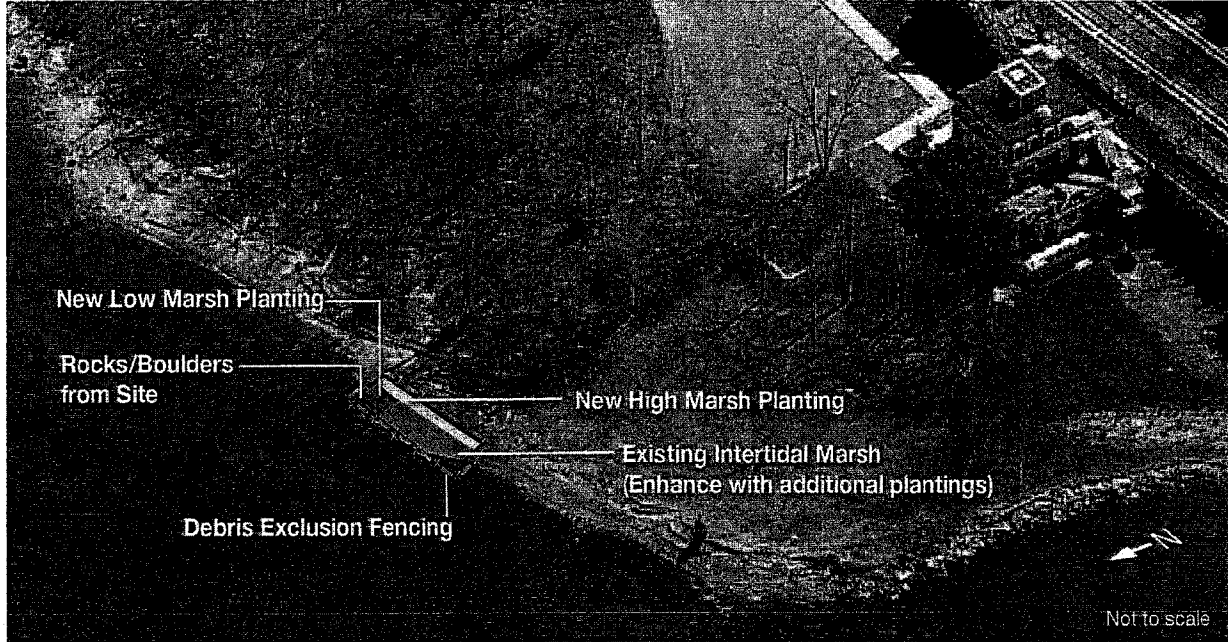 New Low Marsh Planting
Rocks/Boulders
from Site
New High Marsh Planting
Existing Intertidal Marsh
(Enhance with additional plantings)
Debris Exclusion Fencing
N
Not to scale